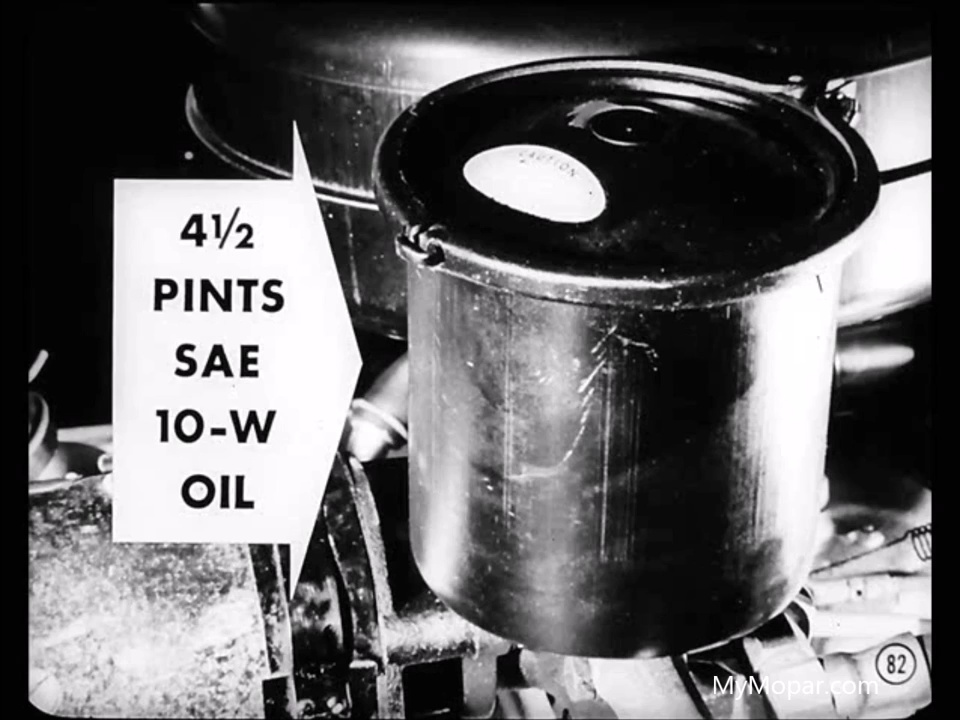 4½
PINTS
SAE
10-W
OIL
CAUTION
82
MyMopar.com